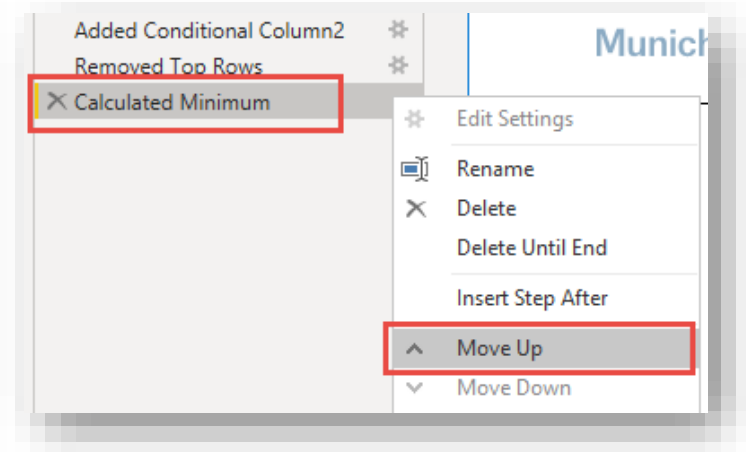 Added Conditional Column2
Removed Top Rows
Calculated Minimum
Munich
Edit Settings
Rename
Delete
Delete Until End
Insert Step After
Move Up
Move Down